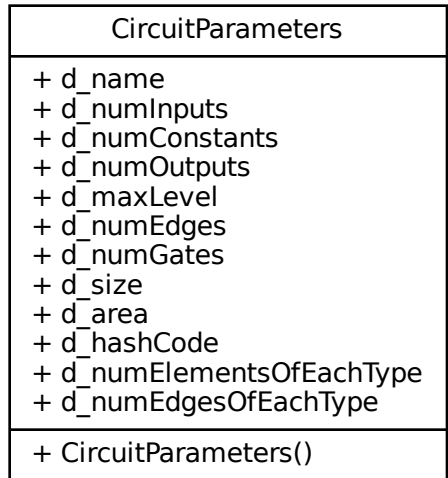 CircuitParameters
+ d_name
+ d_numInputs
+ d_numConstants
+ d_numOutputs
+ d_maxLevel
+ d_numEdges
+ d_numGates
+ d_size
+ d_area
+ d_hashCode
+ d_numElementsOfEachType
+ d_numEdgesOfEachType
+ CircuitParameters()